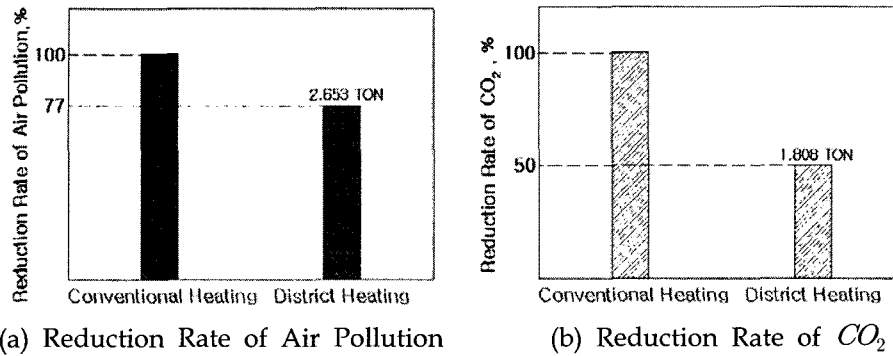 Reduction Rate of Air Pollution, %
100
77
2.653 TON
Conventional Heating
District Heating
(a) Reduction Rate of Air Pollution
Reduction Rate of CO2, %
100
50
1.808 TON
Conventional Heating
District Heating
(b) Reduction Rate of CO2